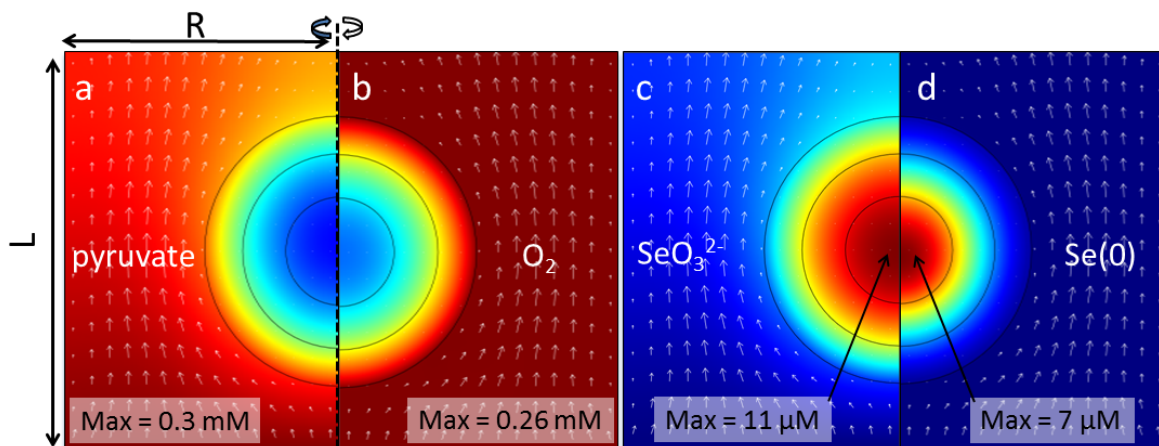 R
L
a
b
c
d
pyruvate
O₂
SeO₃²⁻
Se(0)
Max = 0.3 mM
Max = 0.26 mM
Max = 11 µM
Max = 7 µM